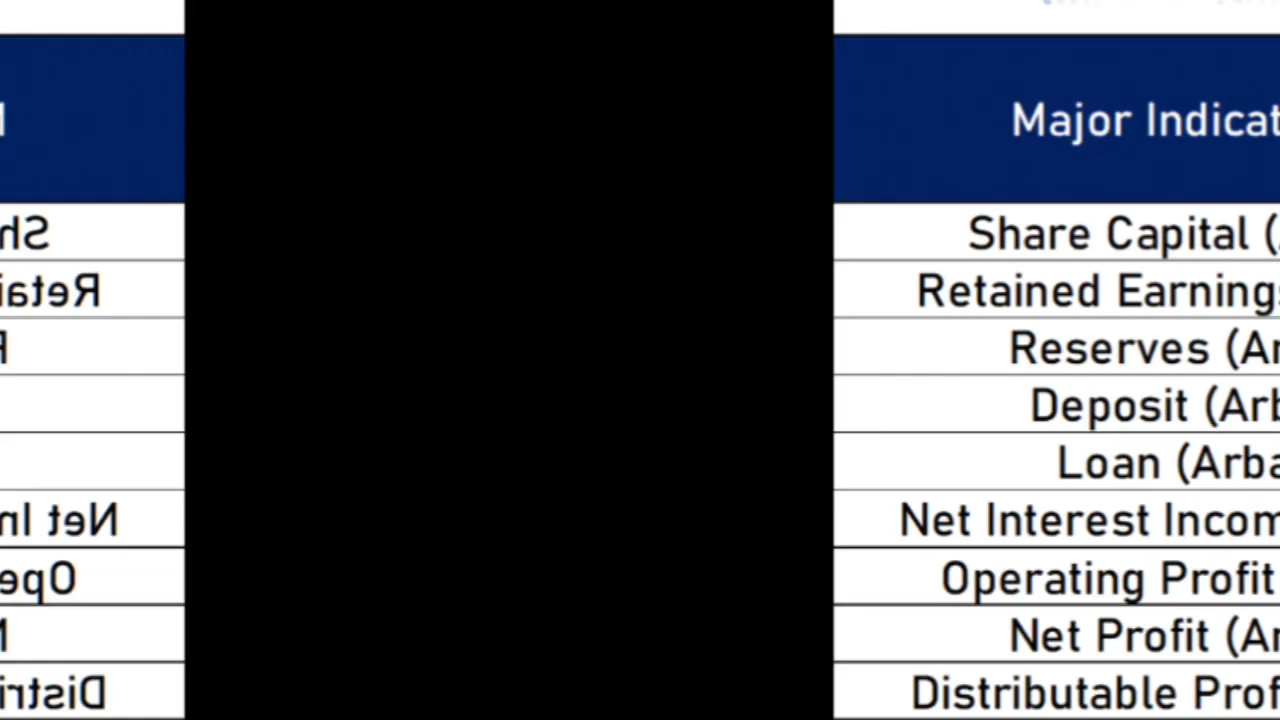 Major Indicat
Share Capital (
Retained Earnings
Reserves (Ar
Deposit (Arb
Loan (Arba
Net Interest Incom
Operating Profit
Net Profit (Ar
Distributable Prof